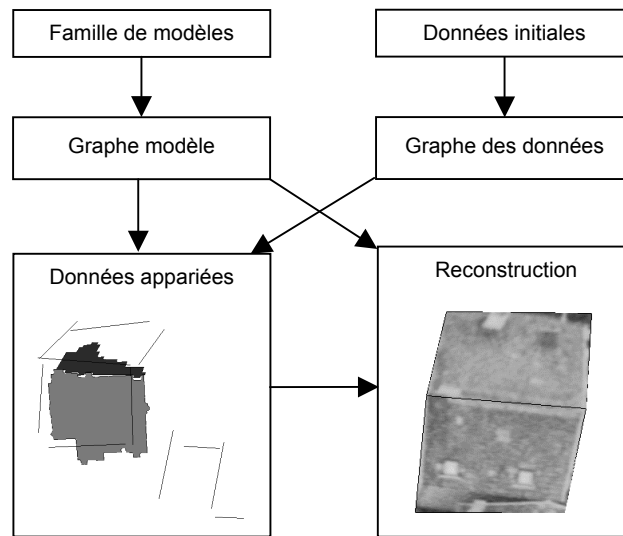 Famille de modèles
Données initiales
Graphe modèle
Graphe des données
Données appariées
Reconstruction